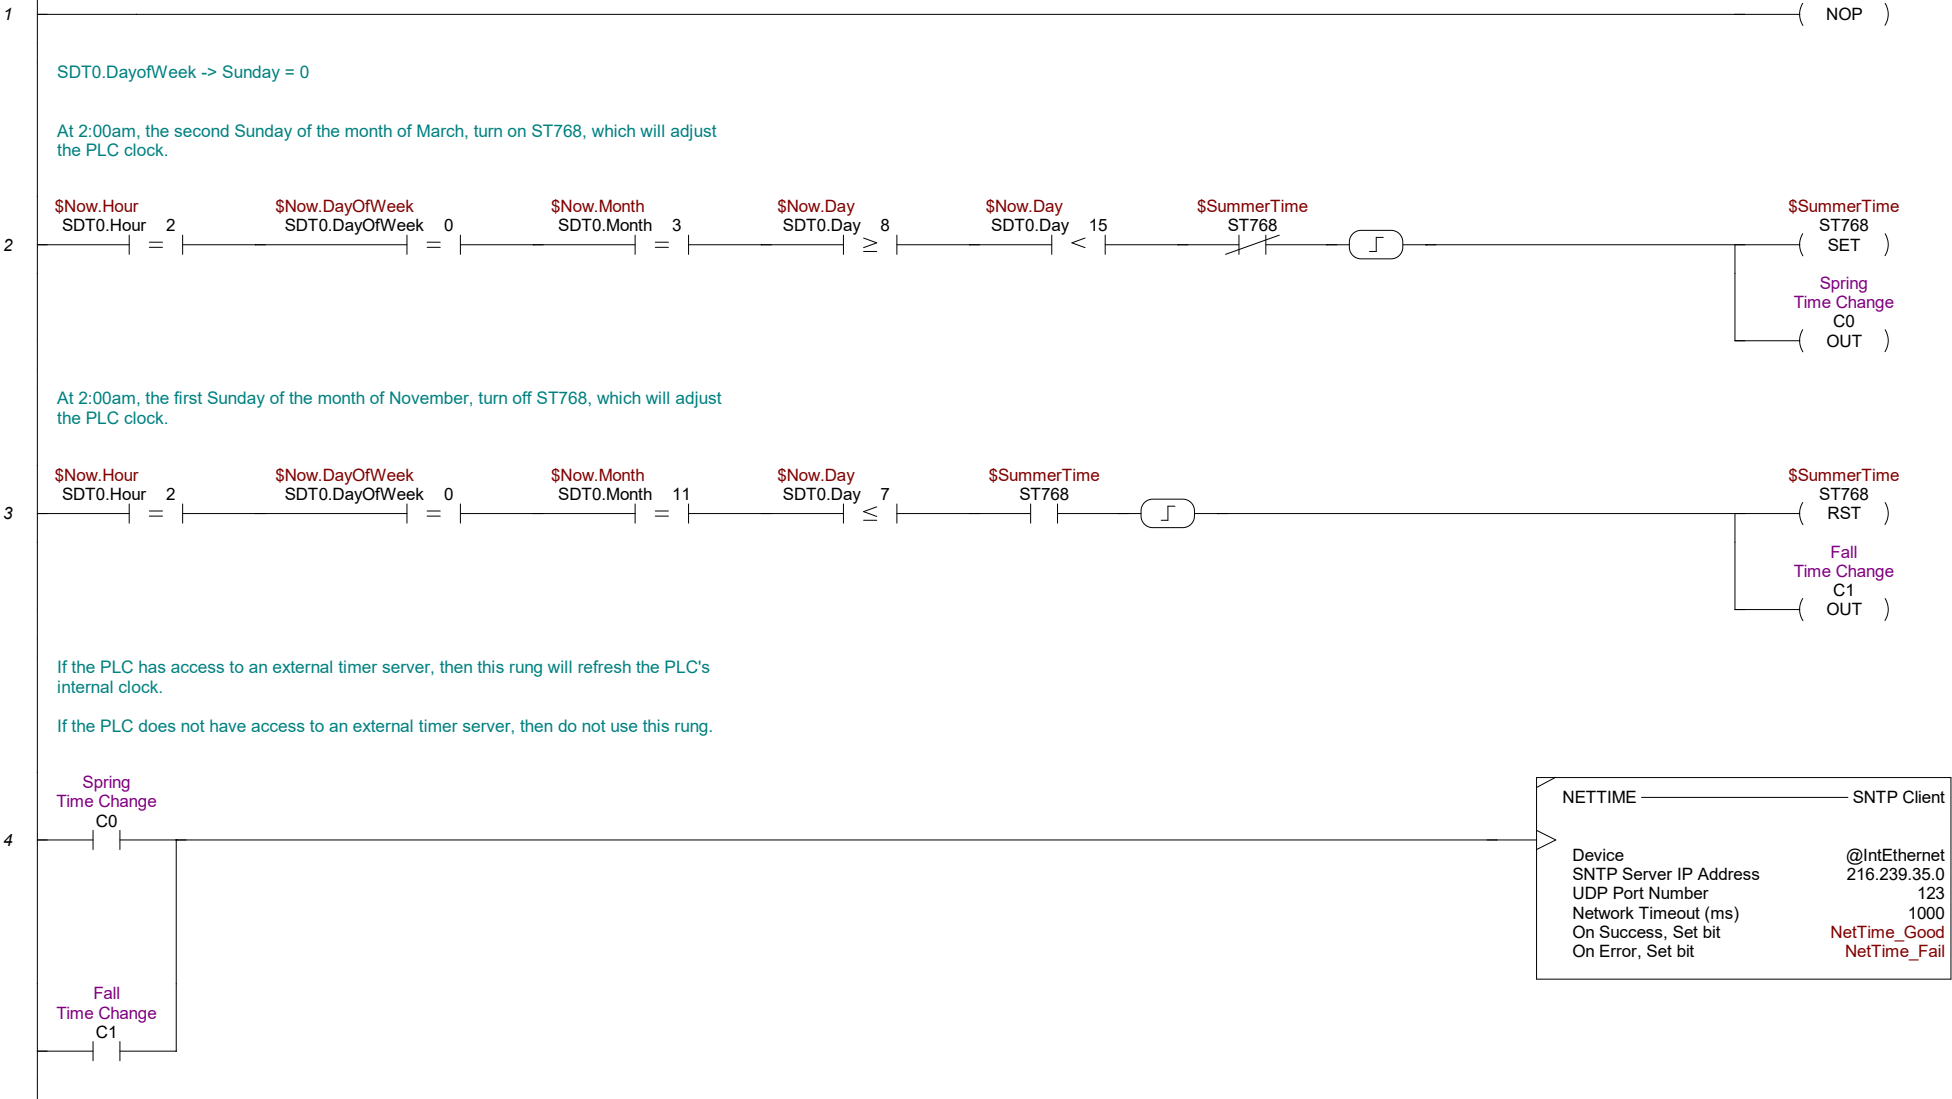 1
( NOP )
SDT0.DayofWeek -> Sunday = 0
At 2:00am, the second Sunday of the month of March, turn on ST768, which will adjust
the PLC clock.
$Now.Hour $Now.DayOfWeek $Now.Month $Now.Day $Now.Day $SummerTime $SummerTime
SDT0.Hour 2 SDT0.DayOfWeek 0 SDT0.Month 3 SDT0.Day 8 SDT0.Day 15 ST768 ST768
2 = = = ≥ < ( SET )
Spring
Time Change
C0
( OUT )
At 2:00am, the first Sunday of the month of November, turn off ST768, which will adjust
the PLC clock.
$Now.Hour $Now.DayOfWeek $Now.Month $Now.Day $SummerTime $SummerTime
SDT0.Hour 2 SDT0.DayOfWeek 0 SDT0.Month 11 SDT0.Day 7 ST768 ST768
3 = = = ≤ ( RST )
Fall
Time Change
C1
( OUT )
If the PLC has access to an external timer server, then this rung will refresh the PLC's
internal clock.
If the PLC does not have access to an external timer server, then do not use this rung.
Spring
Time Change
C0
4
NETTIME SNTP Client
Device @IntEthernet
SNTP Server IP Address 216.239.35.0
UDP Port Number 123
Network Timeout (ms) 1000
On Success, Set bit NetTime_Good
On Error, Set bit NetTime_Fail
Fall
Time Change
C1